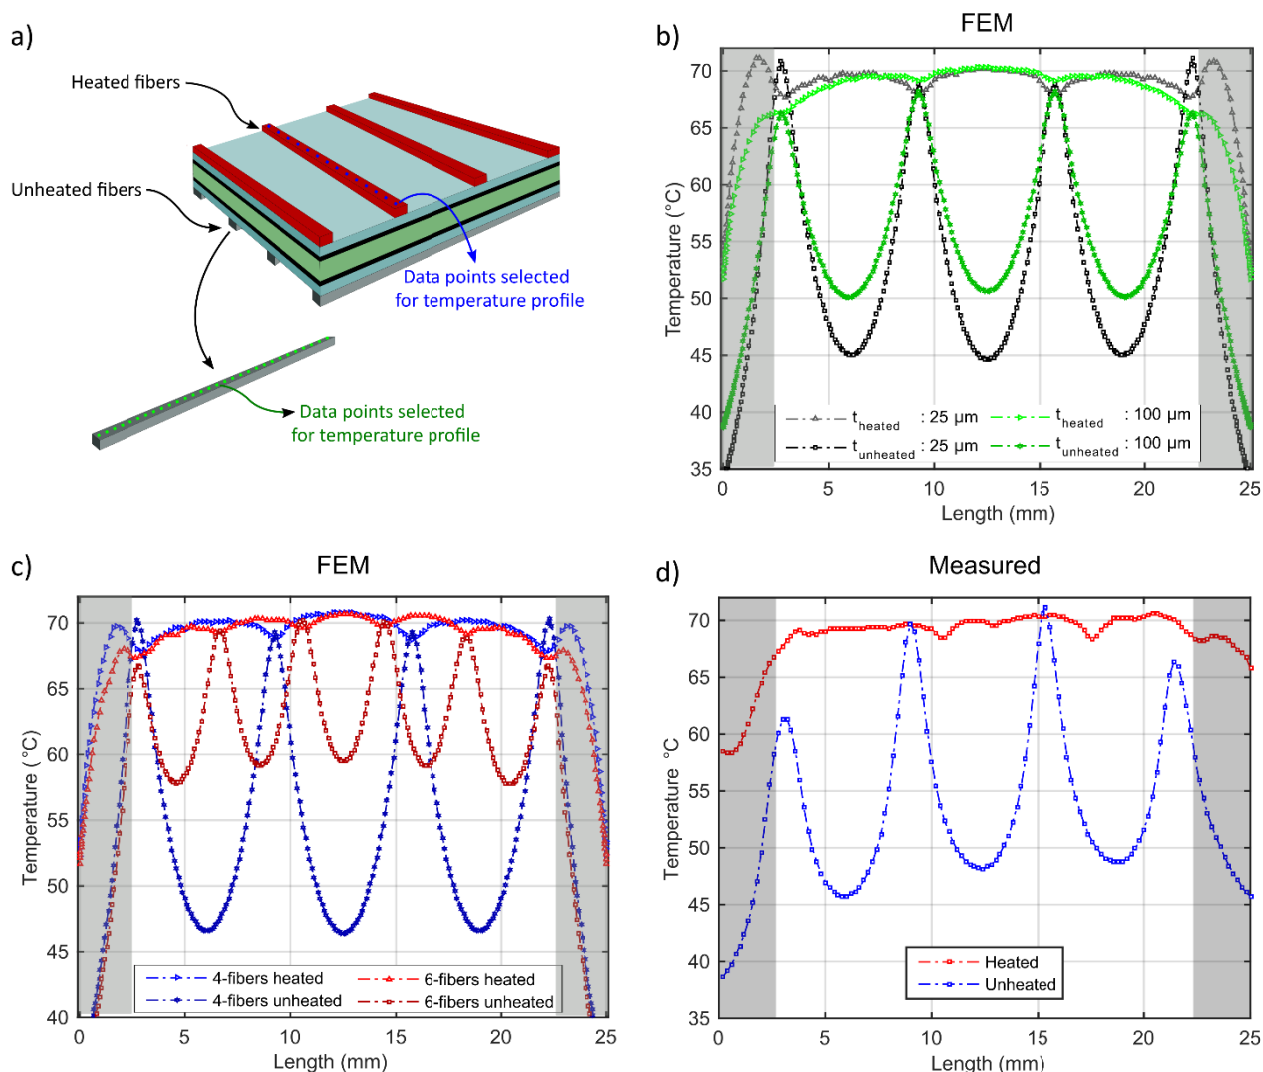 a)
Heated fibers
Unheated fibers
Data points selected
for temperature profile
Data points selected
for temperature profile
b)
FEM
Temperature (°C)
70
65
60
55
50
45
40
35
t heated : 25 µm
t unheated : 25 µm
t heated : 100 µm
t unheated : 100 µm
0 5 10 15 20 25
Length (mm)
c)
FEM
Temperature (°C)
70
65
60
55
50
45
40
4-fibers heated
4-fibers unheated
6-fibers heated
6-fibers unheated
0 5 10 15 20 25
Length (mm)
d)
Measured
Temperature °C
70
65
60
55
50
45
40
35
Heated
Unheated
0 5 10 15 20 25
Length (mm)